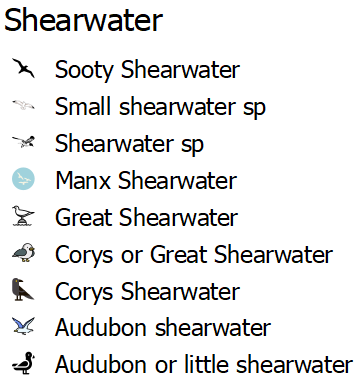 Shearwater
Sooty Shearwater
Small shearwater sp
Shearwater sp
Manx Shearwater
Great Shearwater
Corys or Great Shearwater
Corys Shearwater
Audubon shearwater
Audubon or little shearwater